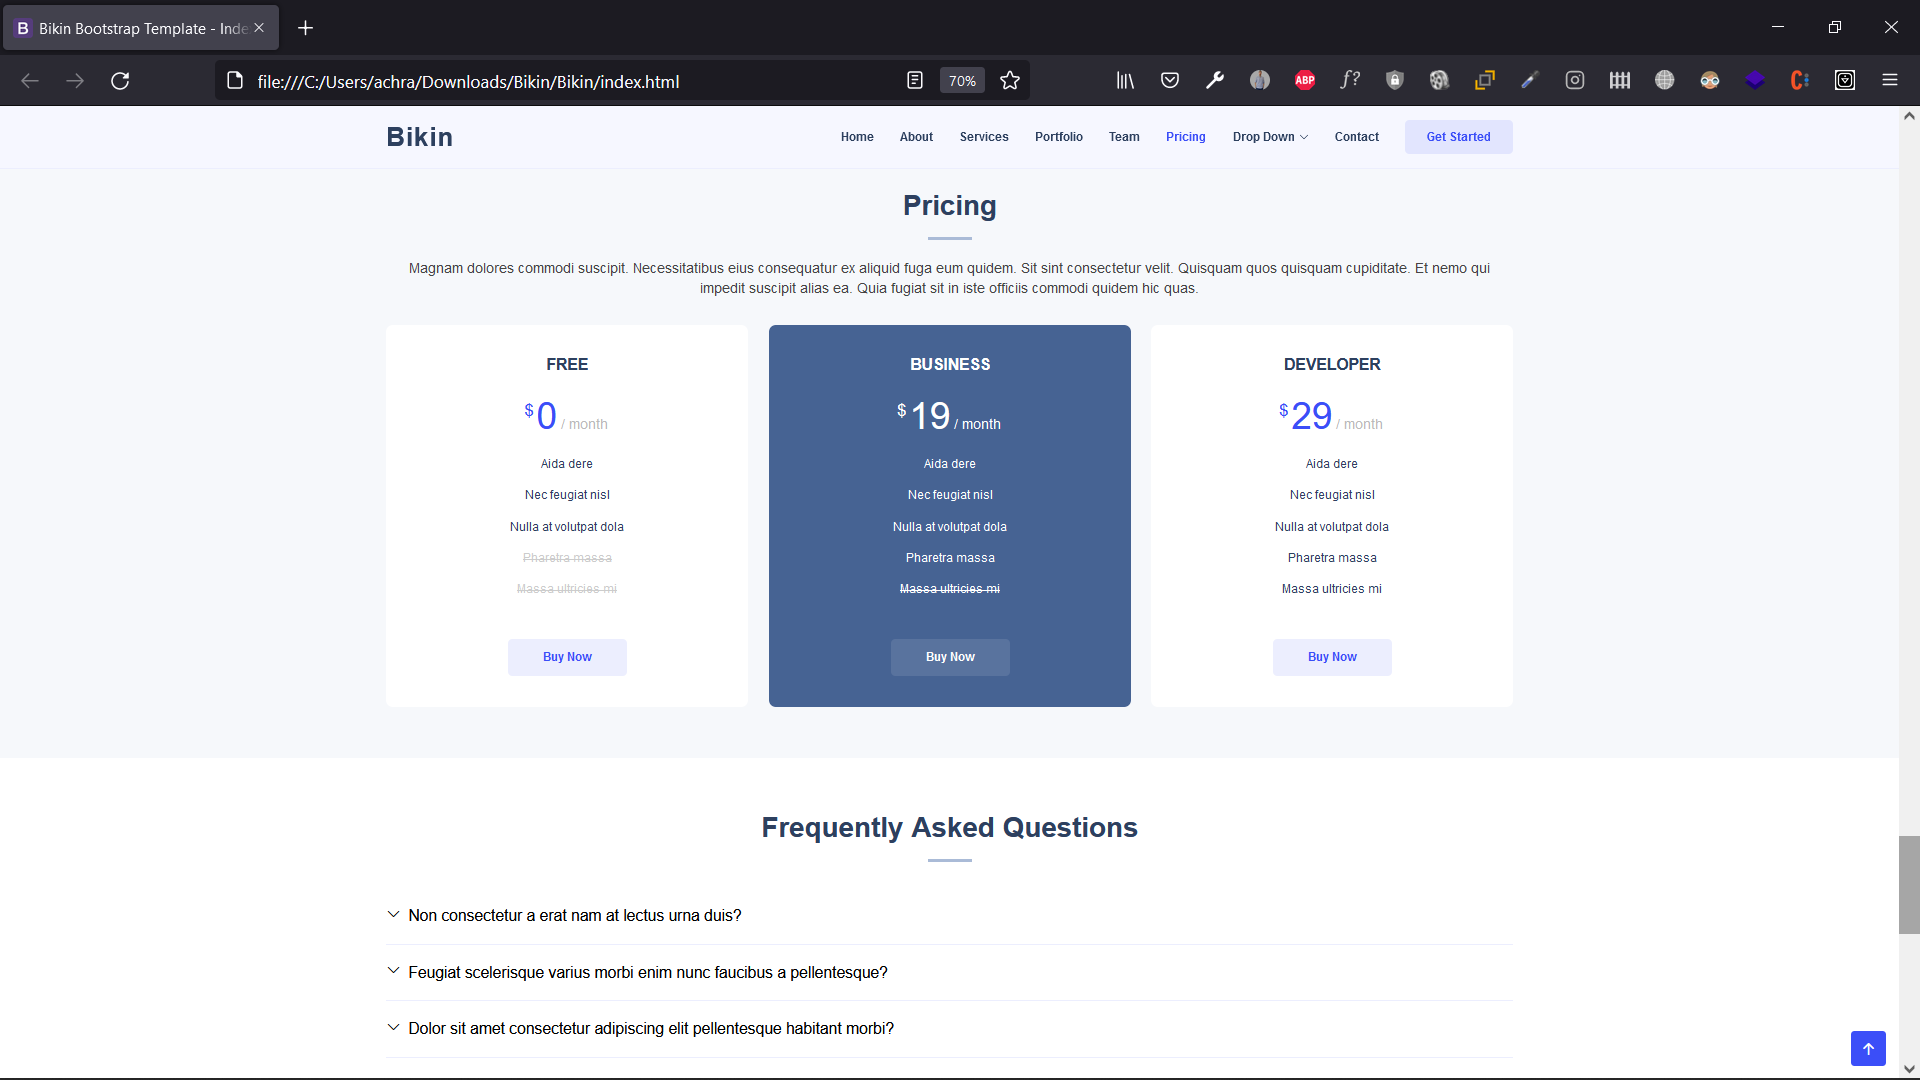 Bikin Bootstrap Template - Inde
file:///C:/Users/achra/Downloads/Bikin/Bikin/index.html
70%
ABP
f?
Bikin
Home
About
Services
Portfolio
Team
Pricing
Drop Down
Contact
Get Started
Pricing
Magnam dolores commodi suscipit. Necessitatibus eius consequatur ex aliquid fuga eum quidem. Sit sint consectetur velit. Quisquam quos quisquam cupiditate. Et nemo qui
impedit suscipit alias ea. Quia fugiat sit in iste officiis commodi quidem hic quas.
FREE
$0 / month
Aida dere
Nec feugiat nisl
Nulla at volutpat dola
Pharetra massa
Massa ultricies mi
Buy Now
BUSINESS
$19 / month
Aida dere
Nec feugiat nisl
Nulla at volutpat dola
Pharetra massa
Massa ultricies mi
Buy Now
DEVELOPER
$29 / month
Aida dere
Nec feugiat nisl
Nulla at volutpat dola
Pharetra massa
Massa ultricies mi
Buy Now
Frequently Asked Questions
Non consectetur a erat nam at lectus urna duis?
Feugiat scelerisque varius morbi enim nunc faucibus a pellentesque?
Dolor sit amet consectetur adipiscing elit pellentesque habitant morbi?